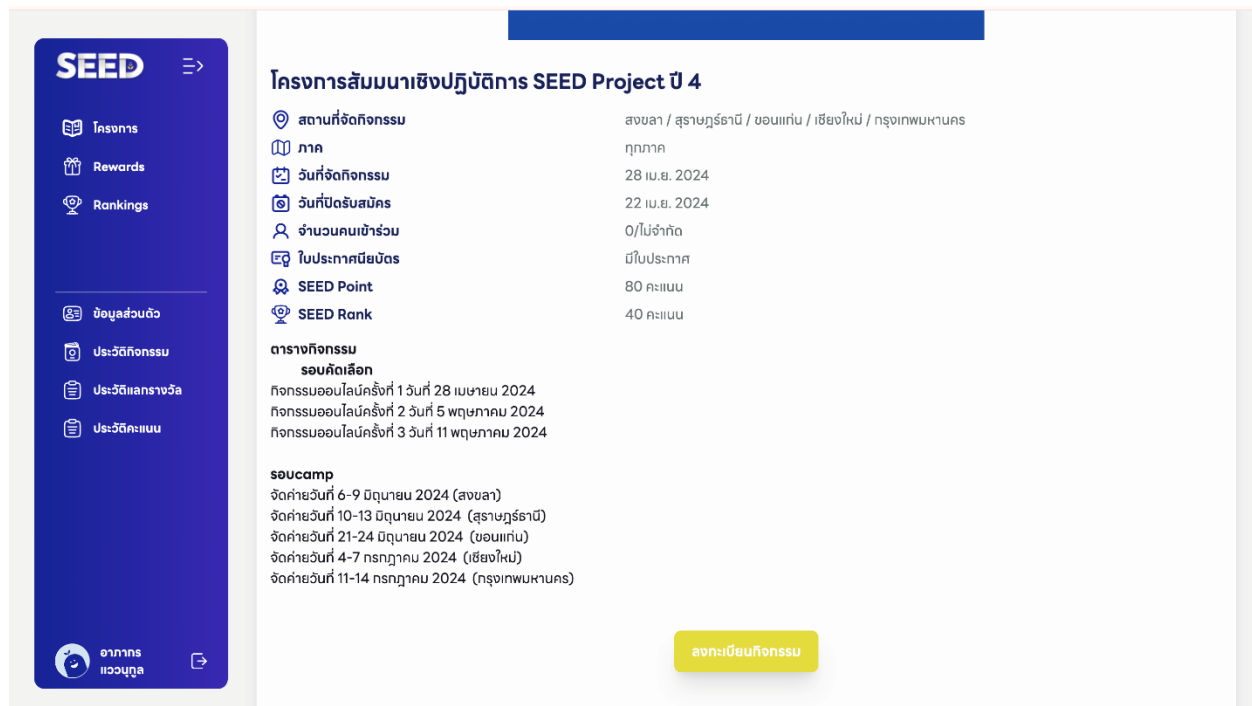 SEED
โครงการ
Rewards
Rankings
ข้อมูลส่วนตัว
ประวัติกิจกรรม
ประวัติแลกรางวัล
ประวัติคะแนน
อาภากร
แววนุกูล
โครงการสัมมนาเชิงปฏิบัติการ SEED Project ปี 4
สถานที่จัดกิจกรรม สงขลา / สุราษฎร์ธานี / ขอนแก่น / เชียงใหม่ / กรุงเทพมหานคร
ภาค ทุกภาค
วันที่จัดกิจกรรม 28 เม.ย. 2024
วันที่ปิดรับสมัคร 22 เม.ย. 2024
จำนวนคนเข้าร่วม 0/ไม่จำกัด
ใบประกาศนียบัตร มีใบประกาศ
SEED Point 80 คะแนน
SEED Rank 40 คะแนน
ตารางกิจกรรม
รอบคัดเลือก
กิจกรรมออนไลน์ครั้งที่ 1 วันที่ 28 เมษายน 2024
กิจกรรมออนไลน์ครั้งที่ 2 วันที่ 5 พฤษภาคม 2024
กิจกรรมออนไลน์ครั้งที่ 3 วันที่ 11 พฤษภาคม 2024
รอบcamp
จัดค่ายวันที่ 6-9 มิถุนายน 2024 (สงขลา)
จัดค่ายวันที่ 10-13 มิถุนายน 2024 (สุราษฎร์ธานี)
จัดค่ายวันที่ 21-24 มิถุนายน 2024 (ขอนแก่น)
จัดค่ายวันที่ 4-7 กรกฎาคม 2024 (เชียงใหม่)
จัดค่ายวันที่ 11-14 กรกฎาคม 2024 (กรุงเทพมหานคร)
ลงทะเบียนกิจกรรม